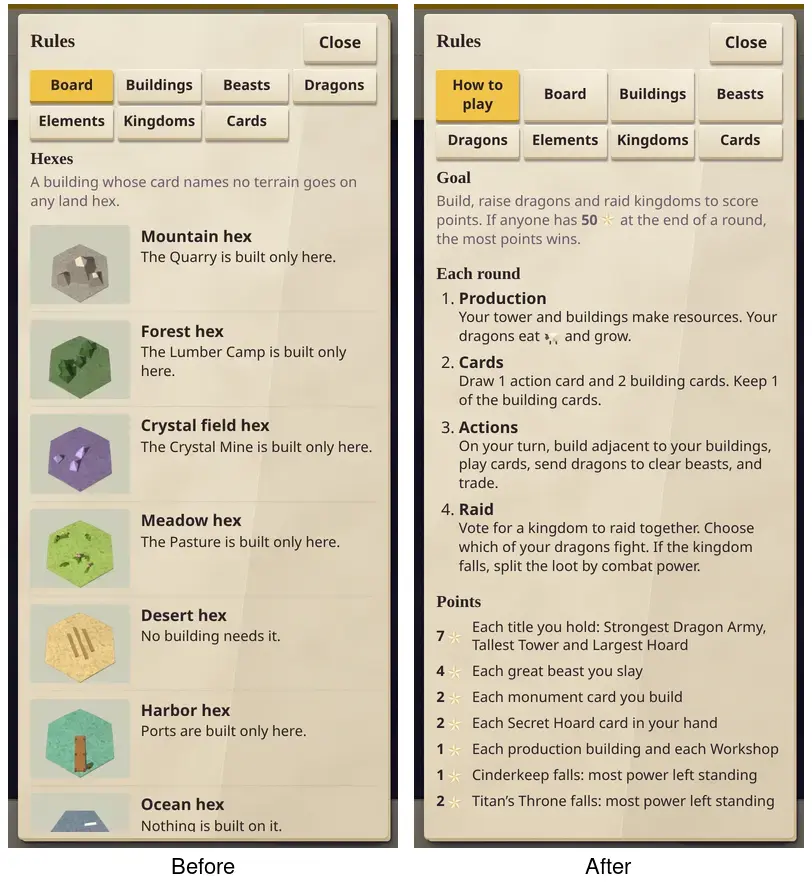 Rules
Close
Board
Buildings
Beasts
Dragons
Elements
Kingdoms
Cards
Hexes
A building whose card names no terrain goes on
any land hex.
Mountain hex
The Quarry is built only here.
Forest hex
The Lumber Camp is built only
here.
Crystal field hex
The Crystal Mine is built only here.
Meadow hex
The Pasture is built only here.
Desert hex
No building needs it.
Harbor hex
Ports are built only here.
Ocean hex
Nothing is built on it.
Before
Rules
Close
How to
play
Board
Buildings
Beasts
Dragons
Elements
Kingdoms
Cards
Goal
Build, raise dragons and raid kingdoms to score
points. If anyone has 50 at the end of a round,
the most points wins.
Each round
1. Production
Your tower and buildings make resources. Your
dragons eat and grow.
2. Cards
Draw 1 action card and 2 building cards. Keep 1
of the building cards.
3. Actions
On your turn, build adjacent to your buildings,
play cards, send dragons to clear beasts, and
trade.
4. Raid
Vote for a kingdom to raid together. Choose
which of your dragons fight. If the kingdom
falls, split the loot by combat power.
Points
7 Each title you hold: Strongest Dragon Army,
Tallest Tower and Largest Hoard
4 Each great beast you slay
2 Each monument card you build
2 Each Secret Hoard card in your hand
1 Each production building and each Workshop
1 Cinderkeep falls: most power left standing
2 Titan's Throne falls: most power left standing
After